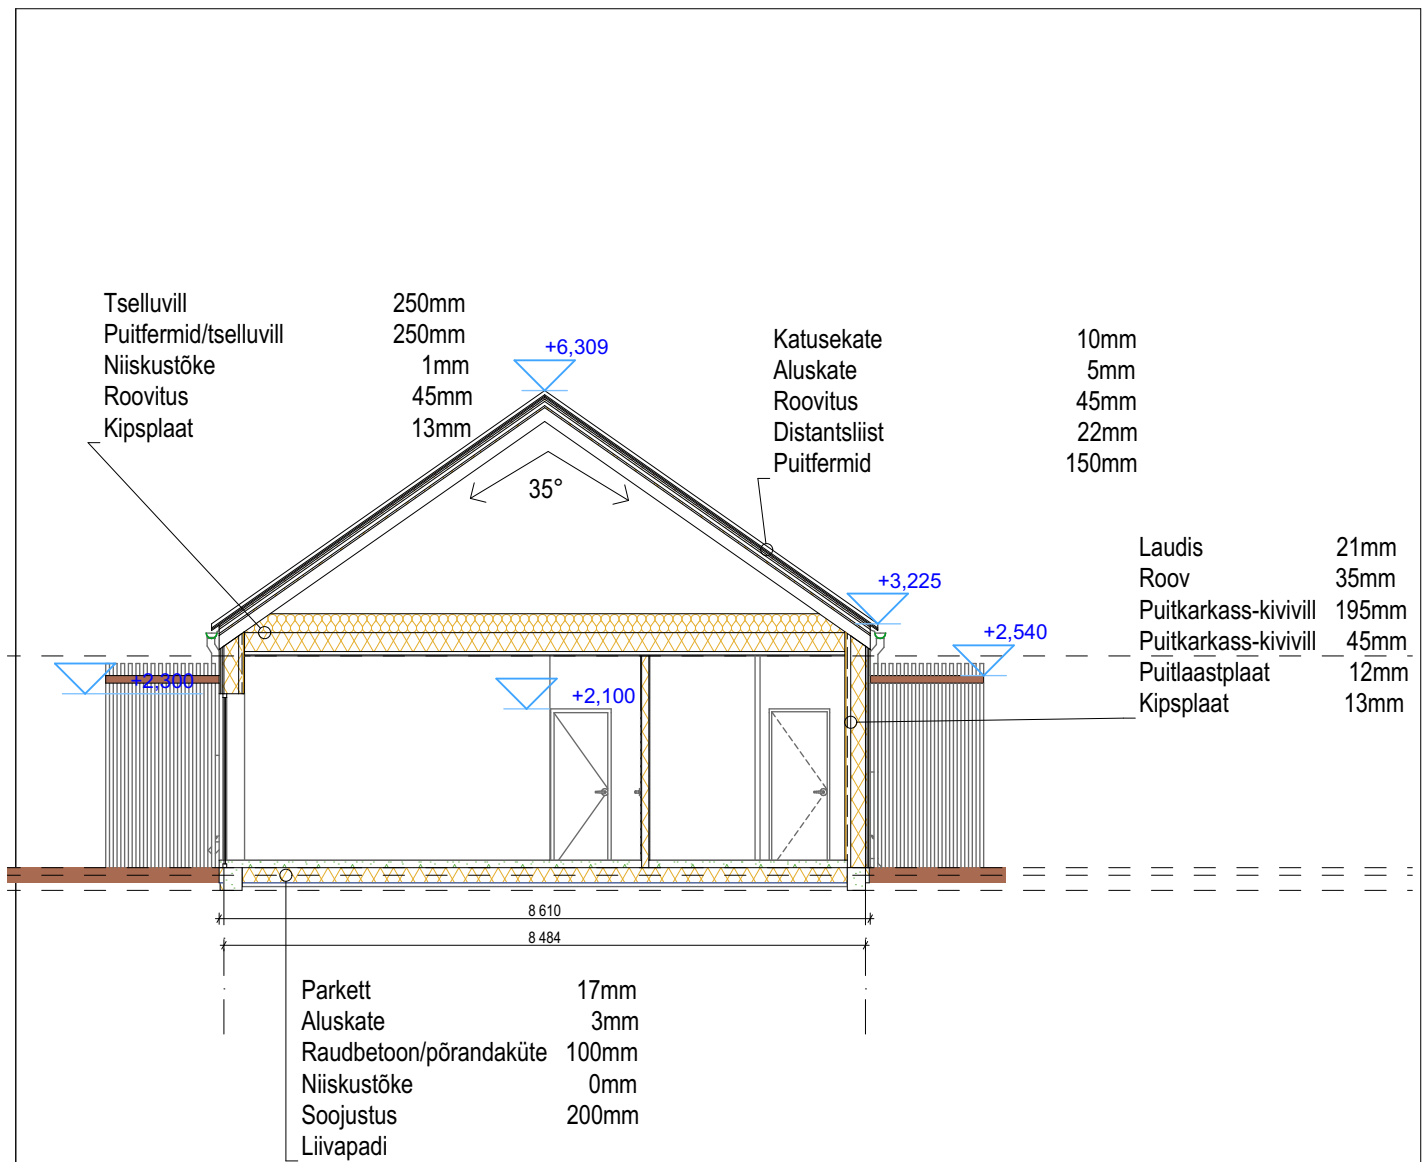 Tselluvill 250mm
Puitfermid/tselluvill 250mm
Niiskustõke 1mm
Roovitus 45mm
Kipsplaat 13mm
+6,309
Katusekate 10mm
Aluskate 5mm
Roovitus 45mm
Distantsliist 22mm
Puitfermid 150mm
35°
Laudis 21mm
Roov 35mm
Puitkarkass-kivivill 195mm
Puitkarkass-kivivill 45mm
Puitlaastplaat 12mm
Kipsplaat 13mm
+3,225
+2,540
+2,300
+2,100
8 610
8 484
Parkett 17mm
Aluskate 3mm
Raudbetoon/põrandaküte 100mm
Niiskustõke 0mm
Soojustus 200mm
Liivapadi